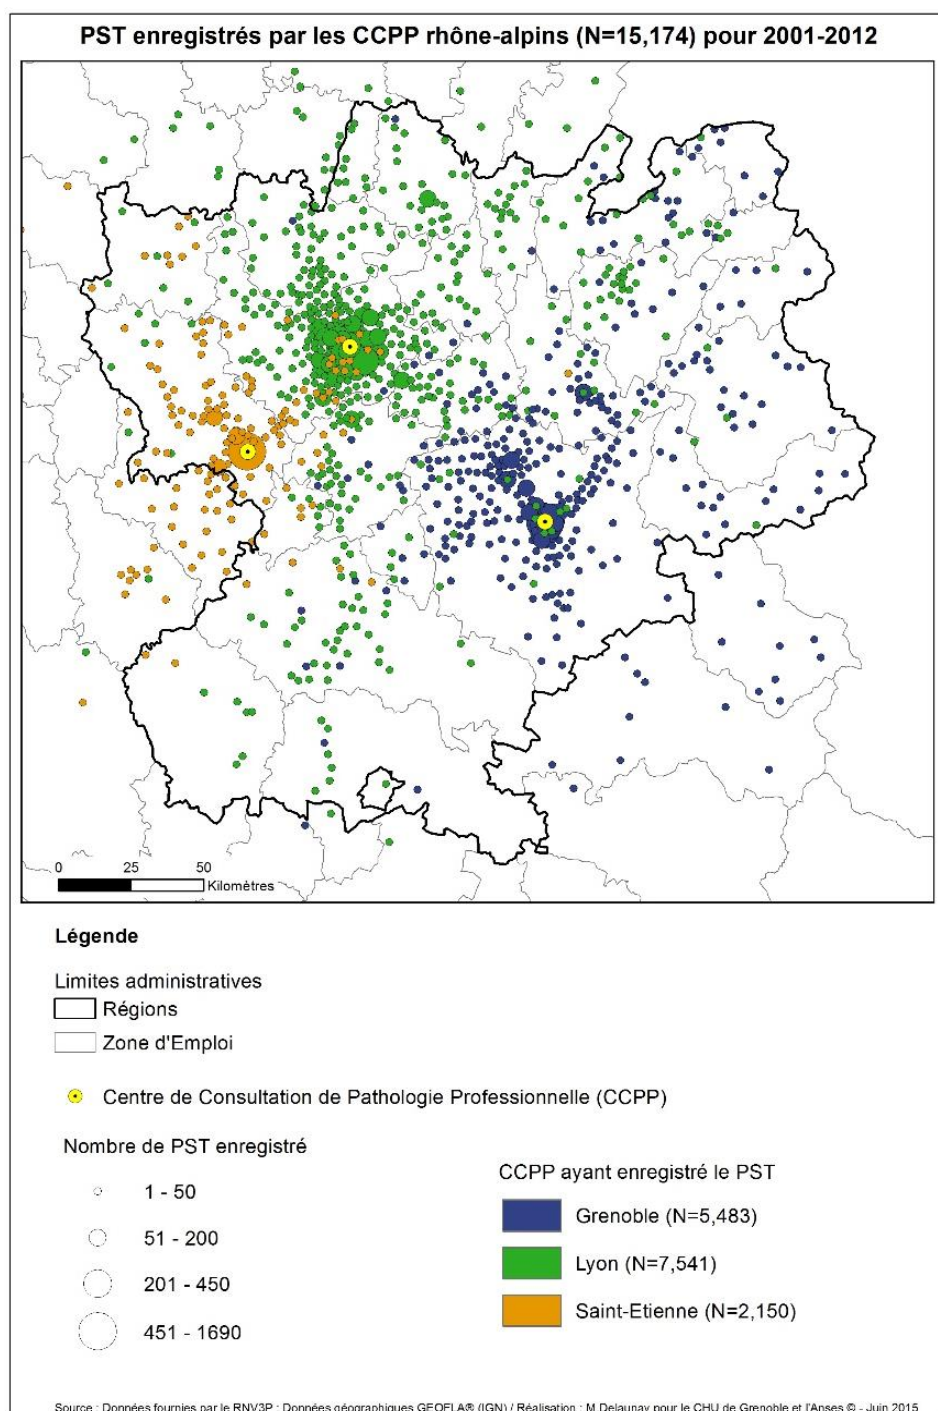 PST enregistrés par les CCPP rhône-alpins (N=15,174) pour 2001-2012
0 25 50
Kilomètres
Légende
Limites administratives
Régions
Zone d'Emploi
Centre de Consultation de Pathologie Professionnelle (CCPP)
Nombre de PST enregistré
1 - 50
51 - 200
201 - 450
451 - 1690
CCPP ayant enregistré le PST
Grenoble (N=5,483)
Lyon (N=7,541)
Saint-Etienne (N=2,150)
Source : Données fournies par le RNV3P ; Données géographiques GEOFLA® (IGN) / Réalisation : M.Delaunay pour le CHU de Grenoble et l'Anses © - Juin 2015